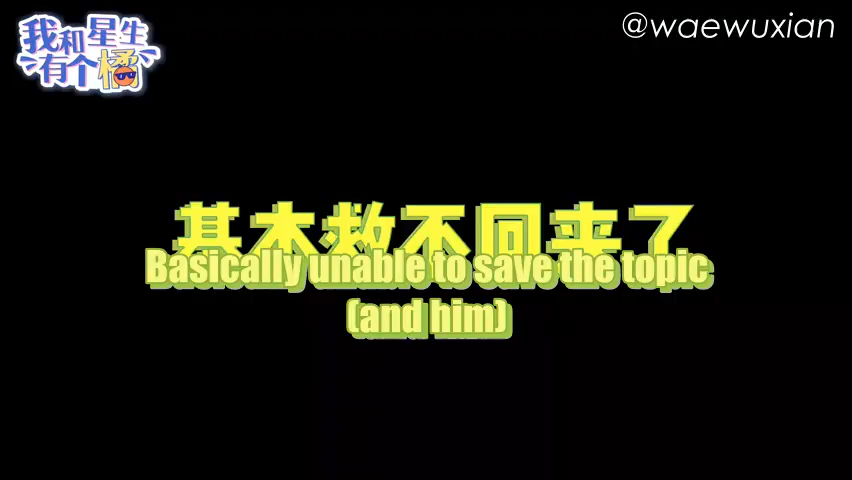 我和星生
有个橘
@waewuxian
基本救不回来了
Basically unable to save the topic
(and him)